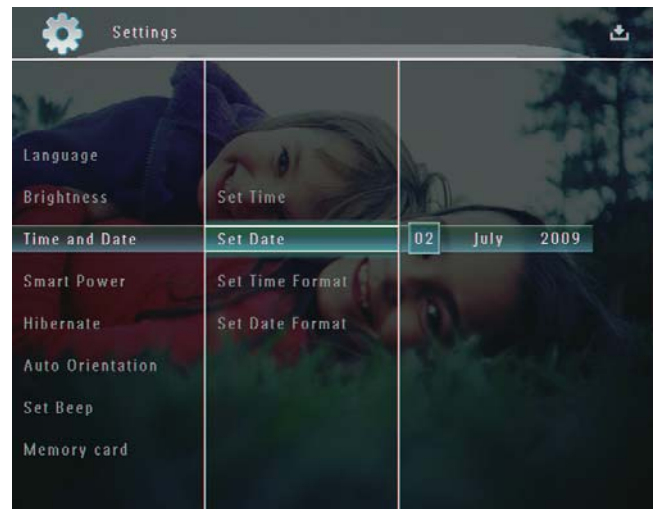 Settings
Language
Brightness
Time and Date
Smart Power
Hibernate
Auto Orientation
Set Beep
Memory card
Set Time
Set Date
Set Time Format
Set Date Format
02 July 2009